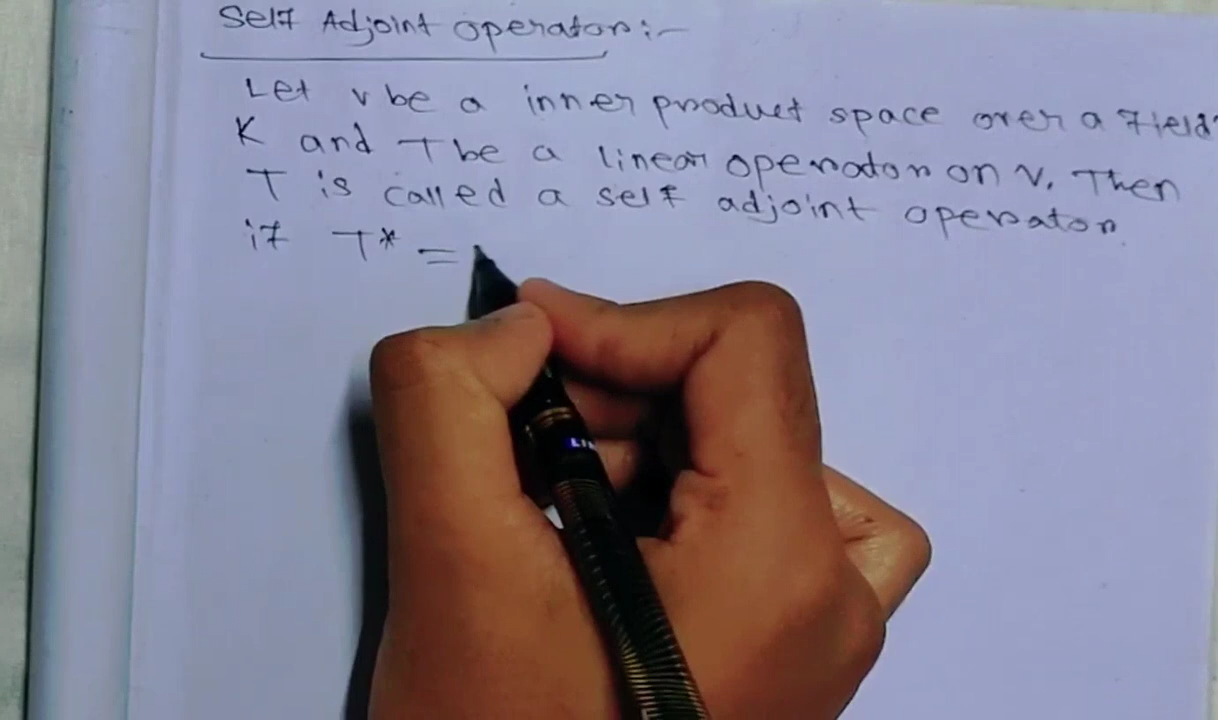 Self Adjoint operator:-
Let v be a inner product space over a Field
K and T be a linear operator on V. Then
T is called a self adjoint operator
if T* =